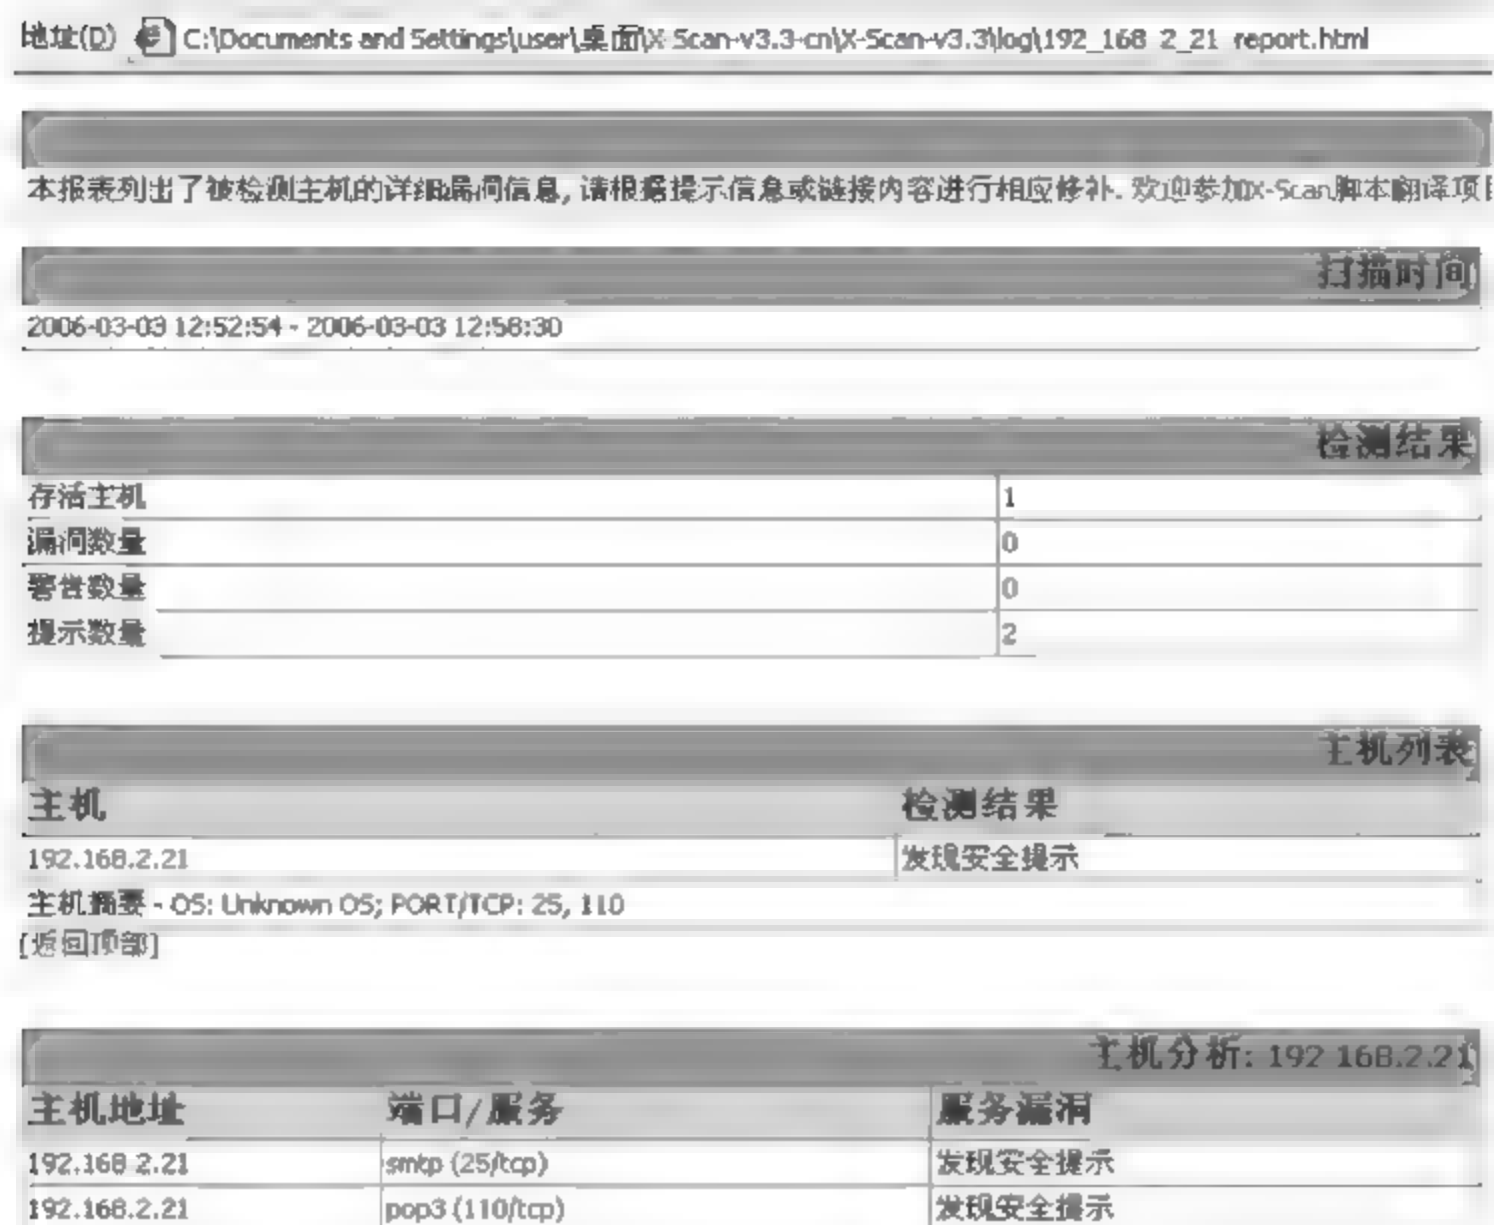 地址(D) C:\Documents and Settings\user\桌面\X-Scan-v3.3-cn\X-Scan-v3.3\log\192_168_2_21_report.html
本报表列出了被检测主机的详细漏洞信息, 请根据提示信息或链接内容进行相应修补. 欢迎参加X-Scan脚本翻译项目
扫描时间
2006-03-03 12:52:54 - 2006-03-03 12:58:30
检测结果
存活主机 1
漏洞数量 0
警告数量 0
提示数量 2
主机列表
主机 检测结果
192.168.2.21 发现安全提示
主机摘要 - OS: Unknown OS; PORT/TCP: 25, 110
[返回顶部]
主机分析: 192.168.2.21
主机地址 端口/服务 服务漏洞
192.168.2.21 smtp (25/tcp) 发现安全提示
192.168.2.21 pop3 (110/tcp) 发现安全提示